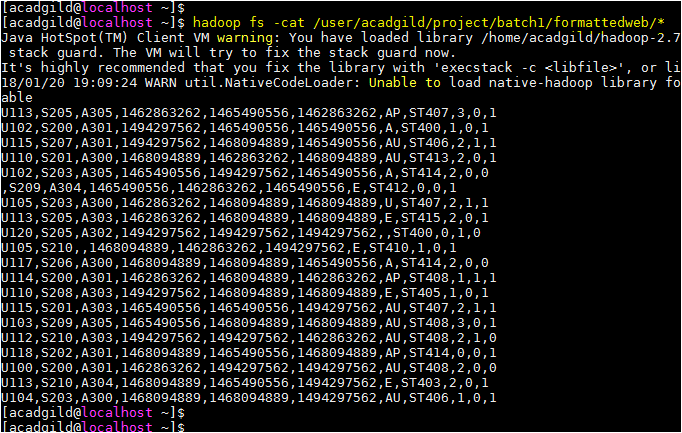 [acadgild@localhost ~]$
[acadgild@localhost ~]$ hadoop fs -cat /user/acadgild/project/batch1/formattedweb/*
Java HotSpot(TM) Client VM warning: You have loaded library /home/acadgild/hadoop-2.7
 stack guard. The VM will try to fix the stack guard now.
It's highly recommended that you fix the library with 'execstack -c <libfile>', or li
18/01/20 19:09:24 WARN util.NativeCodeLoader: Unable to load native-hadoop library fo
able
U113,S205,A305,1462863262,1465490556,1462863262,AP,ST407,3,0,1
U102,S200,A301,1494297562,1465490556,1465490556,A,ST400,1,0,1
U115,S207,A301,1494297562,1468094889,1465490556,AU,ST406,2,1,1
U110,S201,A300,1468094889,1462863262,1468094889,AU,ST413,2,0,1
U102,S203,A305,1465490556,1494297562,1465490556,A,ST414,2,0,0
,S209,A304,1465490556,1462863262,1465490556,E,ST412,0,0,1
U105,S203,A300,1462863262,1468094889,1468094889,U,ST407,2,1,1
U113,S205,A303,1462863262,1468094889,1468094889,E,ST415,2,0,1
U120,S205,A302,1494297562,1494297562,1494297562,,ST400,0,1,0
U105,S210,,1468094889,1462863262,1494297562,E,ST410,1,0,1
U117,S206,A300,1468094889,1468094889,1465490556,A,ST414,2,0,0
U114,S200,A301,1462863262,1494297562,1462863262,AP,ST408,1,1,1
U110,S208,A303,1494297562,1494297562,1468094889,E,ST405,1,0,1
U115,S201,A303,1465490556,1494297562,1494297562,AU,ST407,2,1,1
U103,S209,A305,1465490556,1468094889,1465490556,AU,ST408,3,0,1
U112,S210,A303,1494297562,1494297562,1462863262,AU,ST408,2,1,0
U118,S202,A301,1468094889,1465490556,1468094889,AP,ST414,0,0,1
U100,S200,A301,1462863262,1468094889,1494297562,AU,ST408,2,0,0
U113,S210,A304,1468094889,1465490556,1494297562,E,ST403,2,0,1
U104,S203,A300,1468094889,1494297562,1494297562,AU,ST406,1,0,1
[acadgild@localhost ~]$
[acadgild@localhost ~]$